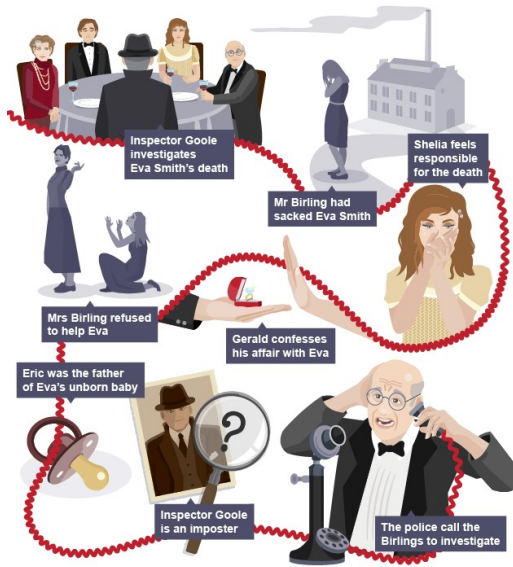 Inspector Goole
investigates
Eva Smith's death
Mr Birling had
sacked Eva Smith
Shelia feels
responsible
for the death
Gerald confesses
his affair with Eva
Mrs Birling refused
to help Eva
Eric was the father
of Eva's unborn baby
?
Inspector Goole
is an imposter
The police call the
Birlings to investigate